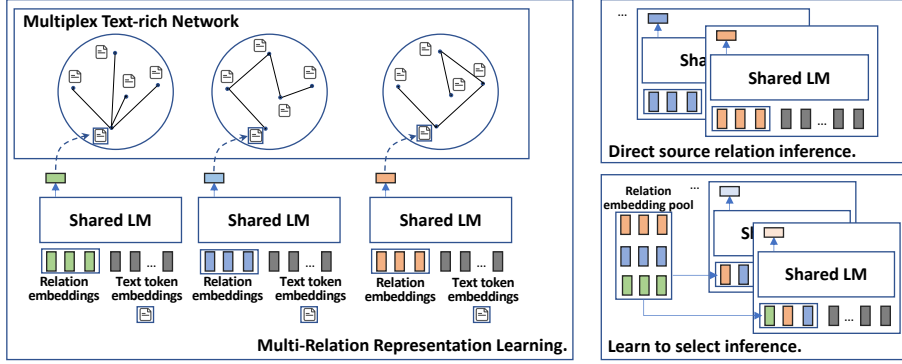 Multiplex Text-rich Network
Shared LM
Shared LM
Shared LM
...
...
...
Relation
embeddings
Text token
embeddings
Relation
embeddings
Text token
embeddings
Relation
embeddings
Text token
embeddings
Multi-Relation Representation Learning.
...
Sha
Shared LM
...
Direct source relation inference.
Relation
embedding pool
...
Sh
Shared LM
...
Learn to select inference.